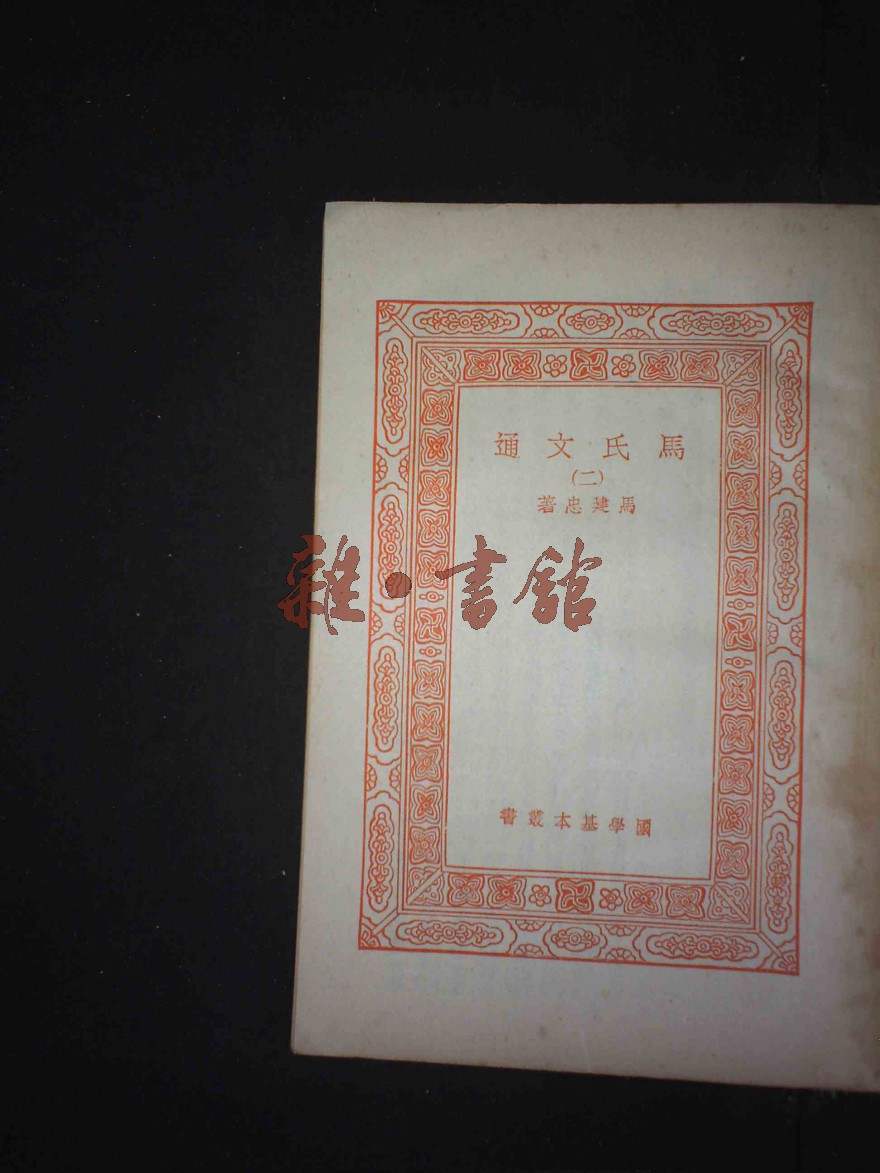 馬氏文通
(二)
馬建忠著
雜·書館
國學基本叢書